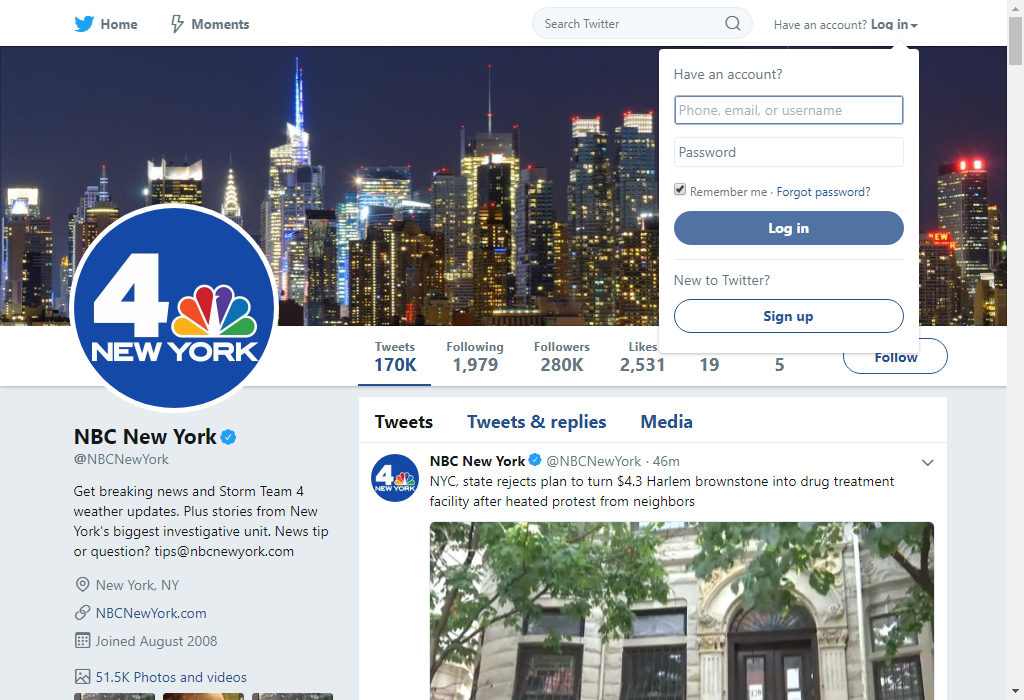 Home
Moments
Search Twitter
Have an account? Log in
Have an account?
Phone, email, or username
Password
Remember me · Forgot password?
Log in
New to Twitter?
Sign up
NEW
4
NEW YORK
Tweets
170K
Following
1,979
Followers
280K
Likes
2,531
19
5
Follow
NBC New York
@NBCNewYork
Get breaking news and Storm Team 4
weather updates. Plus stories from New
York's biggest investigative unit. News tip
or question? tips@nbcnewyork.com
New York, NY
NBCNewYork.com
Joined August 2008
51.5K Photos and videos
Tweets
Tweets & replies
Media
4
NEW YORK
NBC New York @NBCNewYork · 46m
NYC, state rejects plan to turn $4.3 Harlem brownstone into drug treatment
facility after heated protest from neighbors